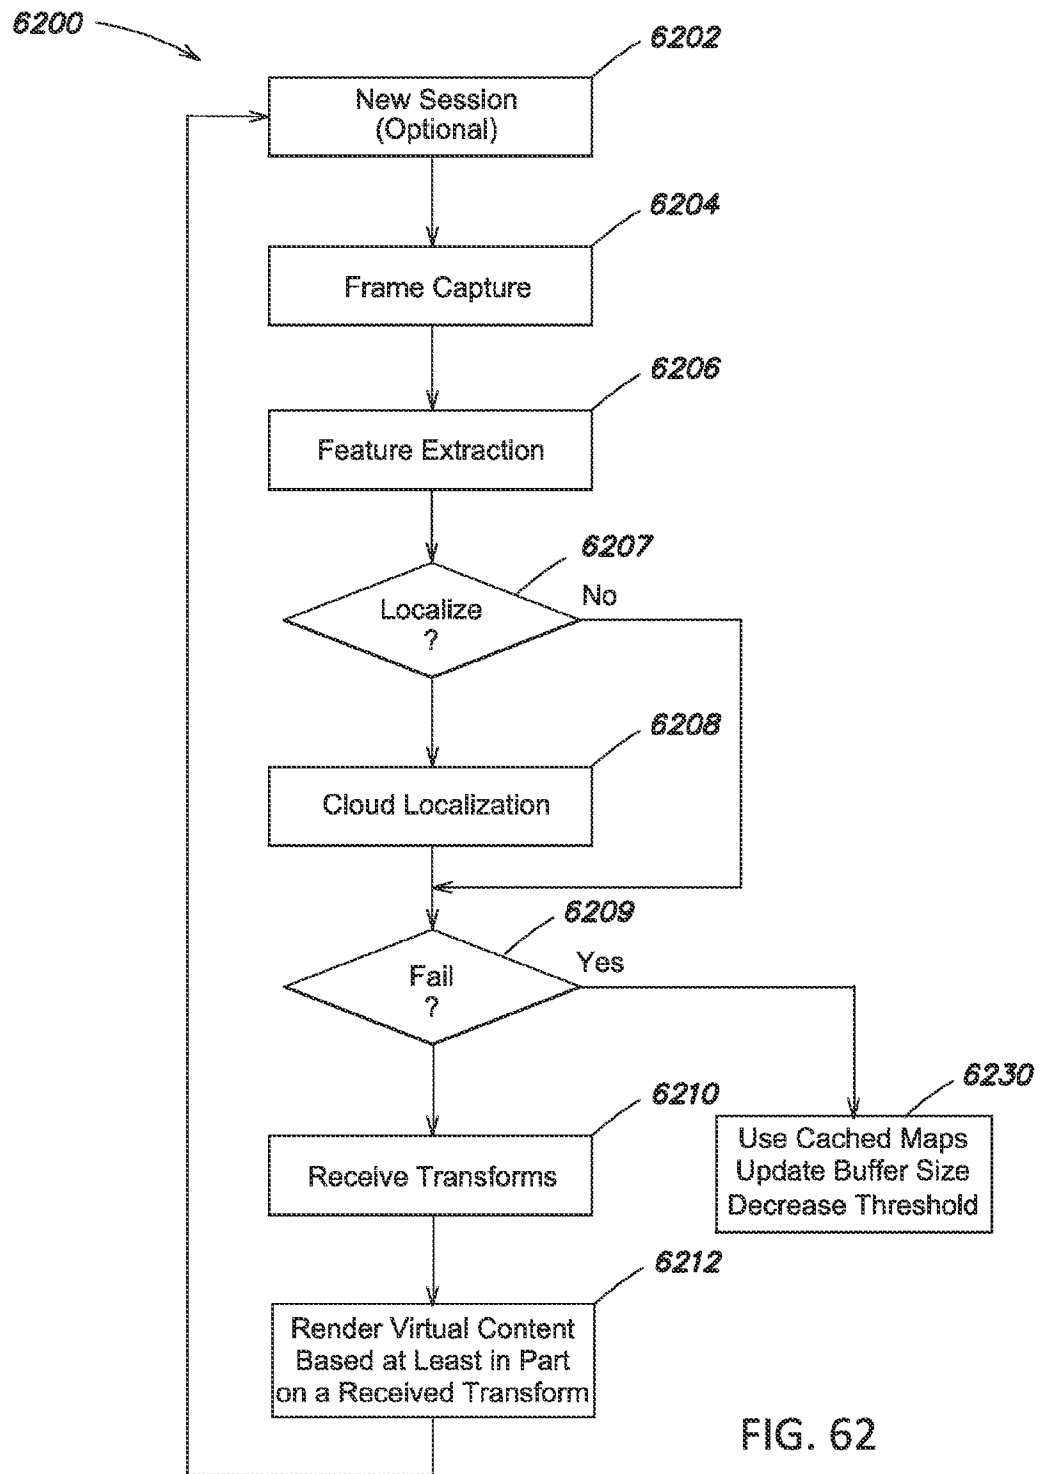 6200
6202
New Session
(Optional)
6204
Frame Capture
6206
Feature Extraction
6207
Localize
?
No
6208
Cloud Localization
6209
Fail
?
Yes
6210
Receive Transforms
6230
Use Cached Maps
Update Buffer Size
Decrease Threshold
6212
Render Virtual Content
Based at Least in Part
on a Received Transform
FIG. 62